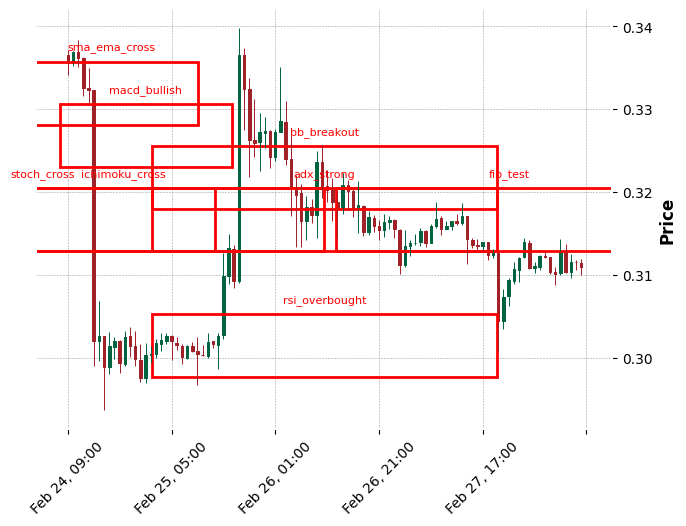 0.34
sma_ema_cross
macd_bullish
0.33
bb_breakout
stoch_cross ichimoku_cross adx_strong fib_test
0.32
Price
0.31
rsi_overbought
0.30
Feb 24, 09:00
Feb 25, 05:00
Feb 26, 01:00
Feb 26, 21:00
Feb 27, 17:00